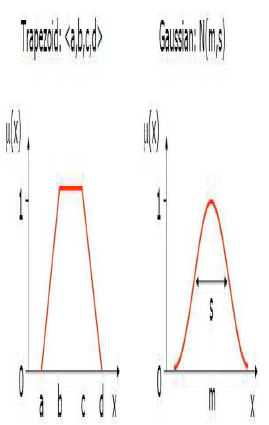 Trapezoid: <a,b,c,d>
Gaussian: N(m,s)
μ(x)
1
0
a b c d x
μ(x)
1
s
0
m x